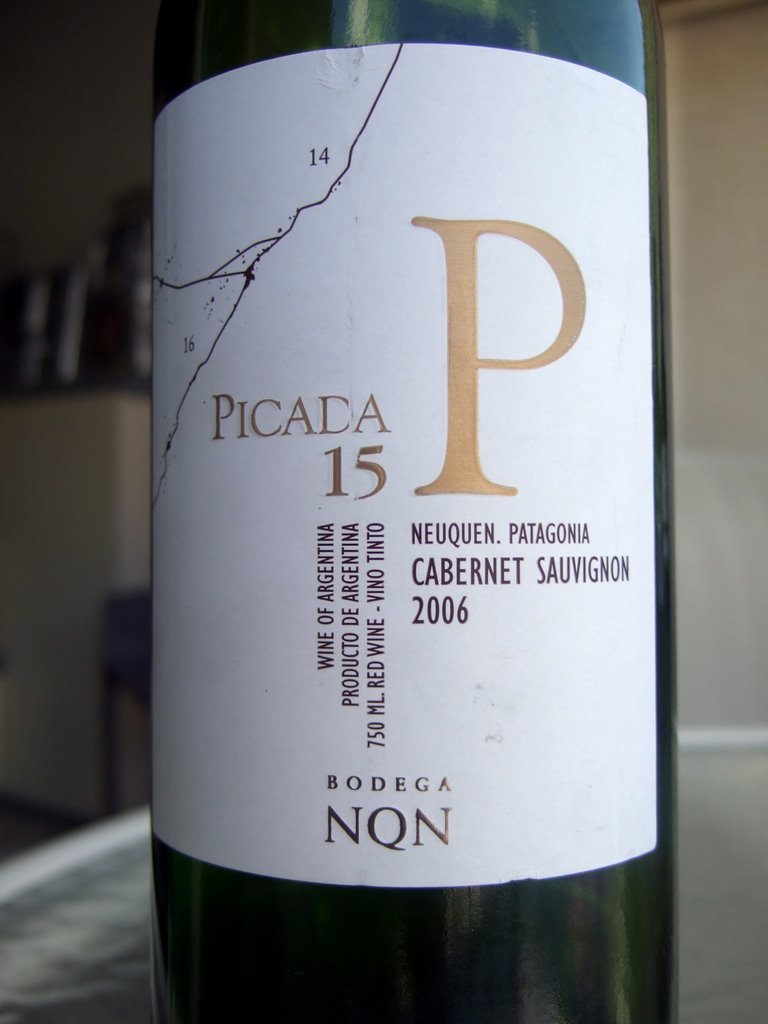 14
16
P
PICADA
15
NEUQUEN. PATAGONIA
CABERNET SAUVIGNON
2006
WINE OF ARGENTINA
PRODUCTO DE ARGENTINA
750 ML. RED WINE - VINO TINTO
BODEGA
NQN